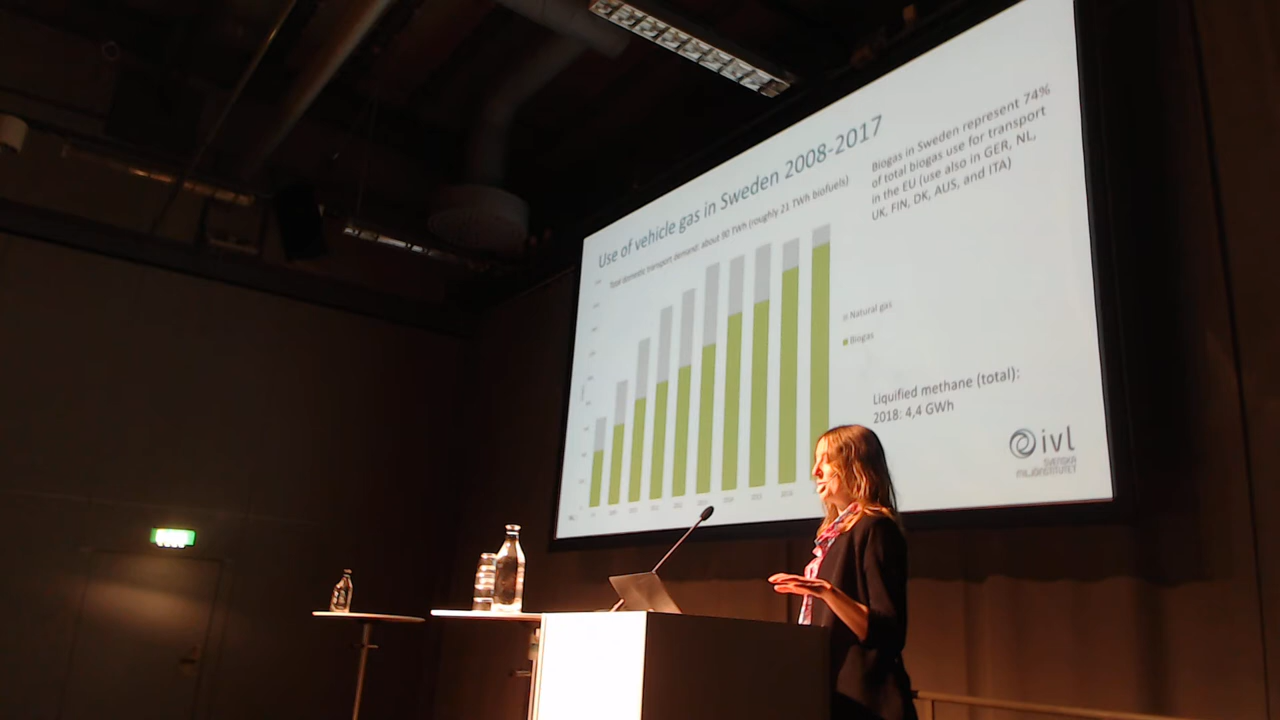 Use of vehicle gas in Sweden 2008-2017
Total domestic transport demand: about 90 TWh (roughly 21 TWh biofuels)
Biogas in Sweden represent 74%
of total biogas use for transport
in the EU (use also in GER, NL,
UK, FIN, DK, AUS, and ITA)
Natural gas
Biogas
Liquified methane (total):
2018: 4,4 GWh
ivl
SVENSKA
MILJÖINSTITUTET